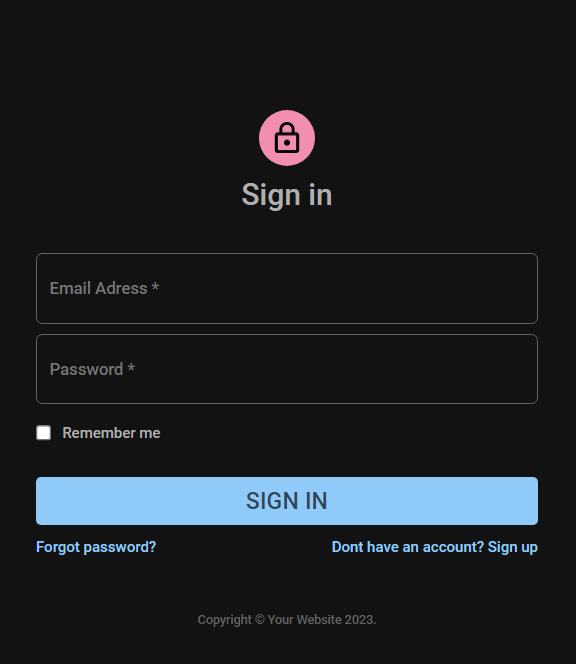 Sign in
Email Adress *
Password *
Remember me
SIGN IN
Forgot password? Dont have an account? Sign up
Copyright © Your Website 2023.